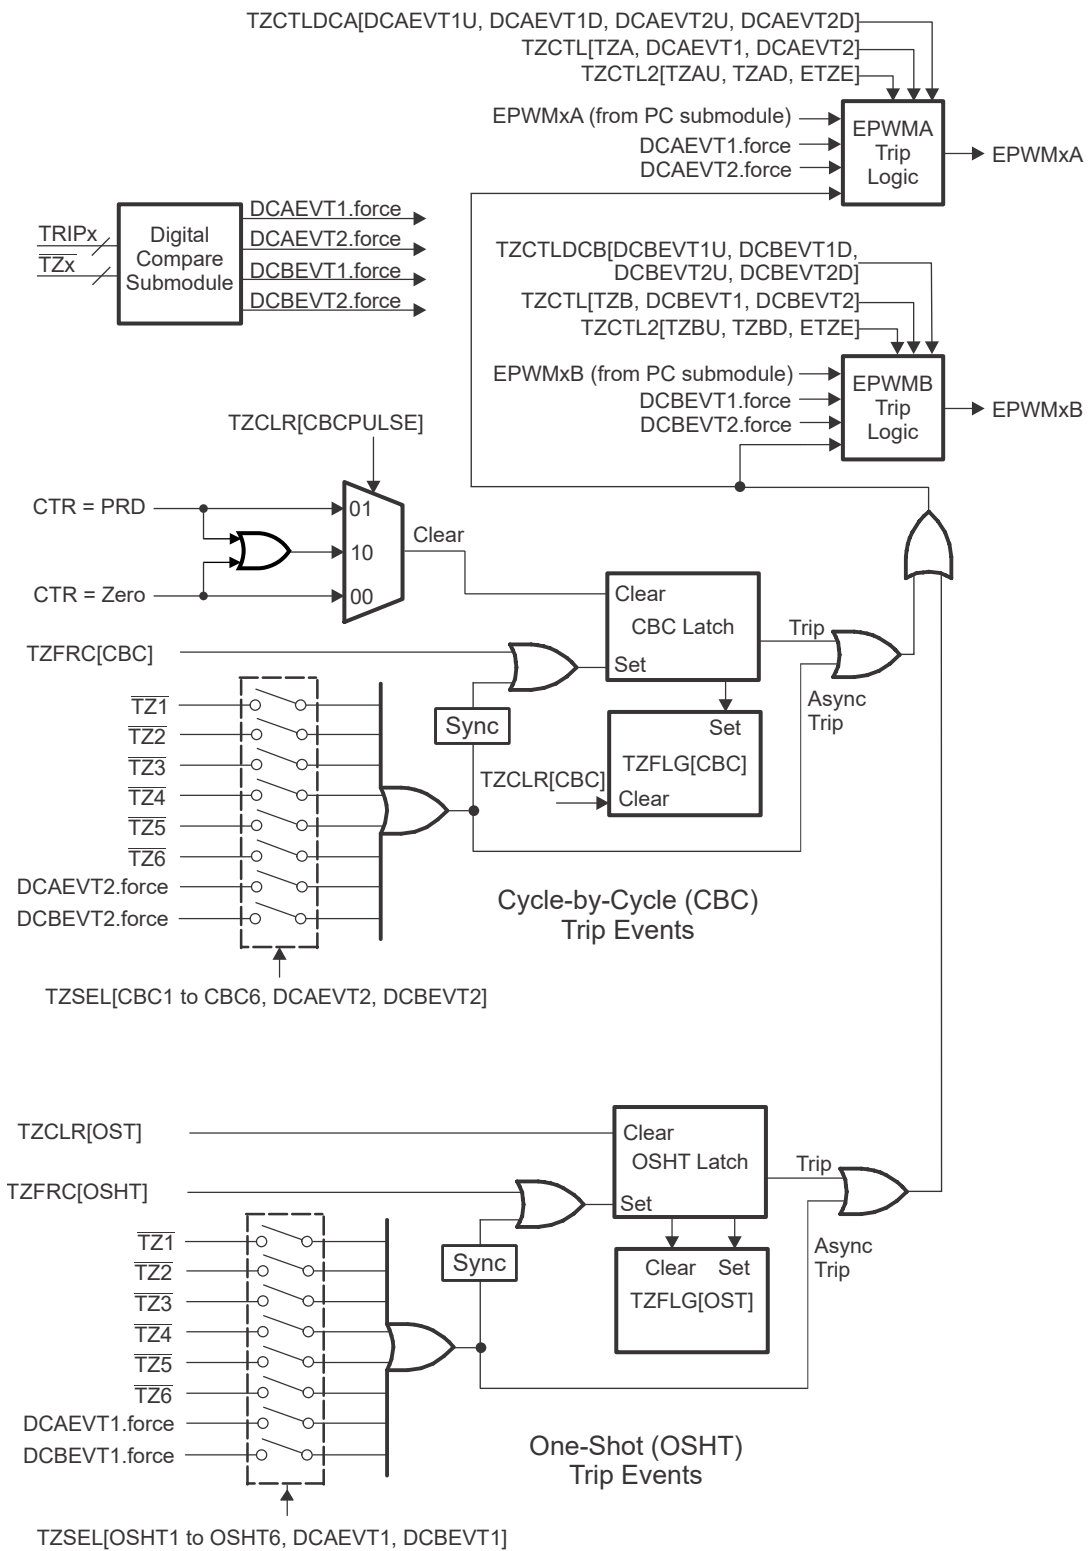 TZCTLDCA[DCAEVT1U, DCAEVT1D, DCAEVT2U, DCAEVT2D]
TZCTL[TZA, DCAEVT1, DCAEVT2]
TZCTL2[TZAU, TZAD, ETZE]
EPWMxA (from PC submodule)
DCAEVT1.force
DCAEVT2.force
EPWMA
Trip
Logic
EPWMxA
TRIPx
TZx
Digital
Compare
Submodule
DCAEVT1.force
DCAEVT2.force
DCBEVT1.force
DCBEVT2.force
TZCTLDCB[DCBEVT1U, DCBEVT1D,
DCBEVT2U, DCBEVT2D]
TZCTL[TZB, DCBEVT1, DCBEVT2]
TZCTL2[TZBU, TZBD, ETZE]
EPWMxB (from PC submodule)
DCBEVT1.force
DCBEVT2.force
EPWMB
Trip
Logic
EPWMxB
TZCLR[CBCPULSE]
CTR = PRD
CTR = Zero
01
10
00
Clear
Clear
CBC Latch
Set
Trip
Async
Trip
TZFRC[CBC]
TZ1
TZ2
TZ3
TZ4
TZ5
TZ6
DCAEVT2.force
DCBEVT2.force
Sync
Set
TZFLG[CBC]
Clear
TZCLR[CBC]
Cycle-by-Cycle (CBC)
Trip Events
TZSEL[CBC1 to CBC6, DCAEVT2, DCBEVT2]
TZCLR[OST]
TZFRC[OSHT]
Clear
OSHT Latch
Set
Trip
Async
Trip
TZ1
TZ2
TZ3
TZ4
TZ5
TZ6
DCAEVT1.force
DCBEVT1.force
Sync
Clear Set
TZFLG[OST]
One-Shot (OSHT)
Trip Events
TZSEL[OSHT1 to OSHT6, DCAEVT1, DCBEVT1]